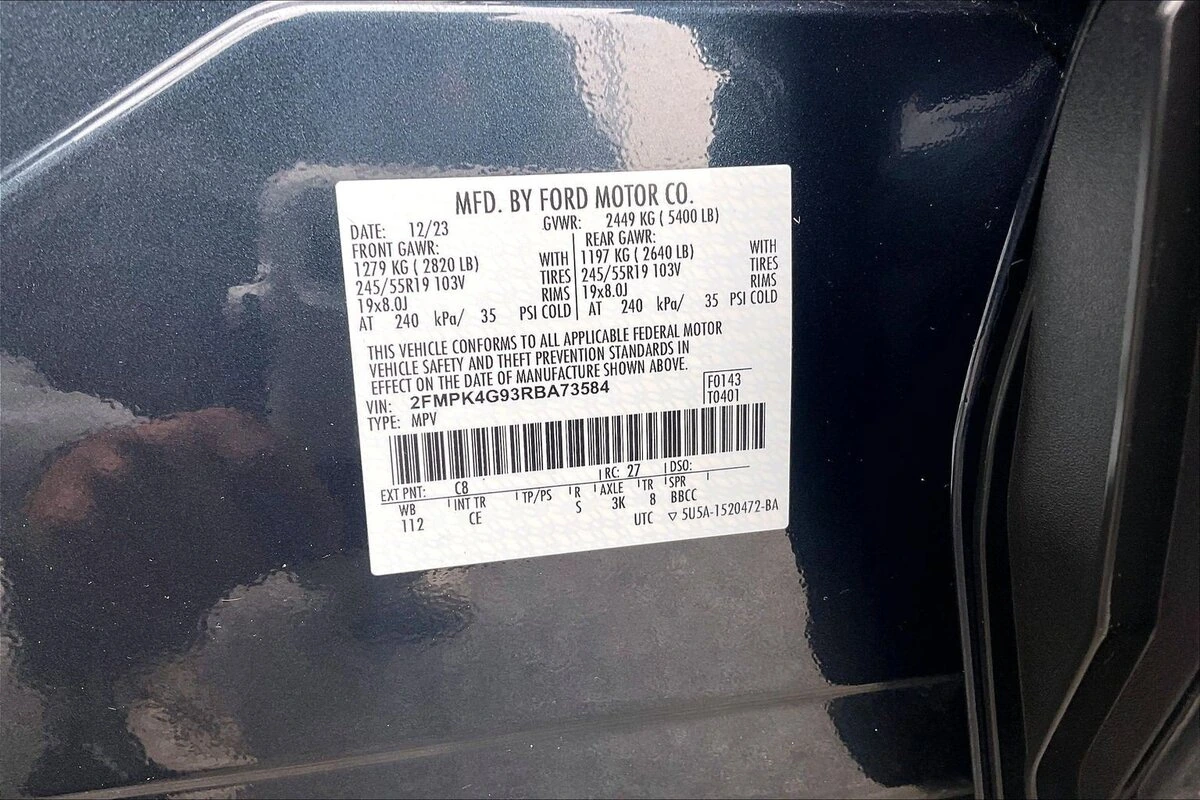 MFD. BY FORD MOTOR CO.
DATE: 12/23 GVWR: 2449 KG ( 5400 LB)
FRONT GAWR: REAR GAWR:
1279 KG ( 2820 LB) WITH 1197 KG ( 2640 LB) WITH
245/55R19 103V TIRES 245/55R19 103V TIRES
19x8.0J RIMS 19x8.0J RIMS
AT 240 kPa/ 35 PSI COLD AT 240 kPa/ 35 PSI COLD
THIS VEHICLE CONFORMS TO ALL APPLICABLE FEDERAL MOTOR
VEHICLE SAFETY AND THEFT PREVENTION STANDARDS IN
EFFECT ON THE DATE OF MANUFACTURE SHOWN ABOVE.
VIN: 2FMPK4G93RBA73584 F0143
TYPE: MPV T0401
EXT PNT: C8 RC: 27 DSO:
WB INT TR TP/PS R AXLE TR SPR
112 CE S 3K 8 BBCC
UTC ▽ 5U5A-1520472-BA